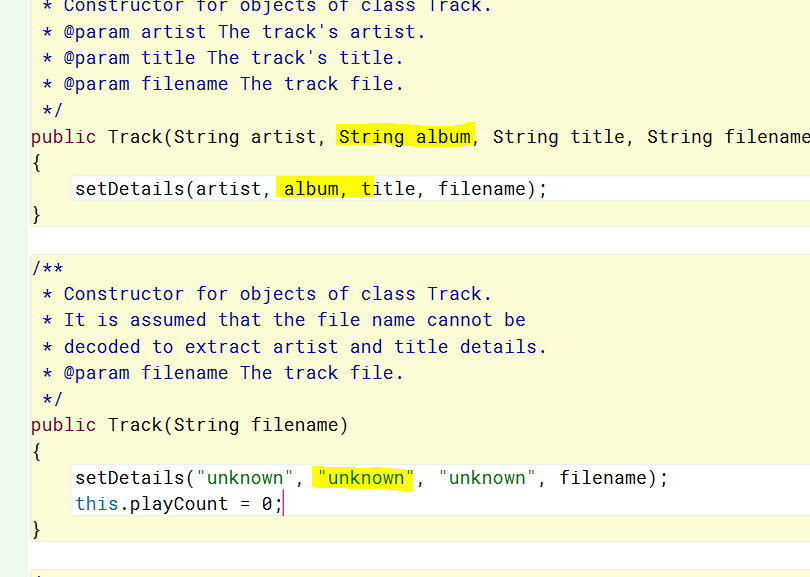 * Constructor for objects of class Track.
* @param artist The track's artist.
* @param title The track's title.
* @param filename The track file.
*/
public Track(String artist, String album, String title, String filename
{
setDetails(artist, album, title, filename);
}
/**
* Constructor for objects of class Track.
* It is assumed that the file name cannot be
* decoded to extract artist and title details.
* @param filename The track file.
*/
public Track(String filename)
{
setDetails("unknown", "unknown", "unknown", filename);
this.playCount = 0;
}